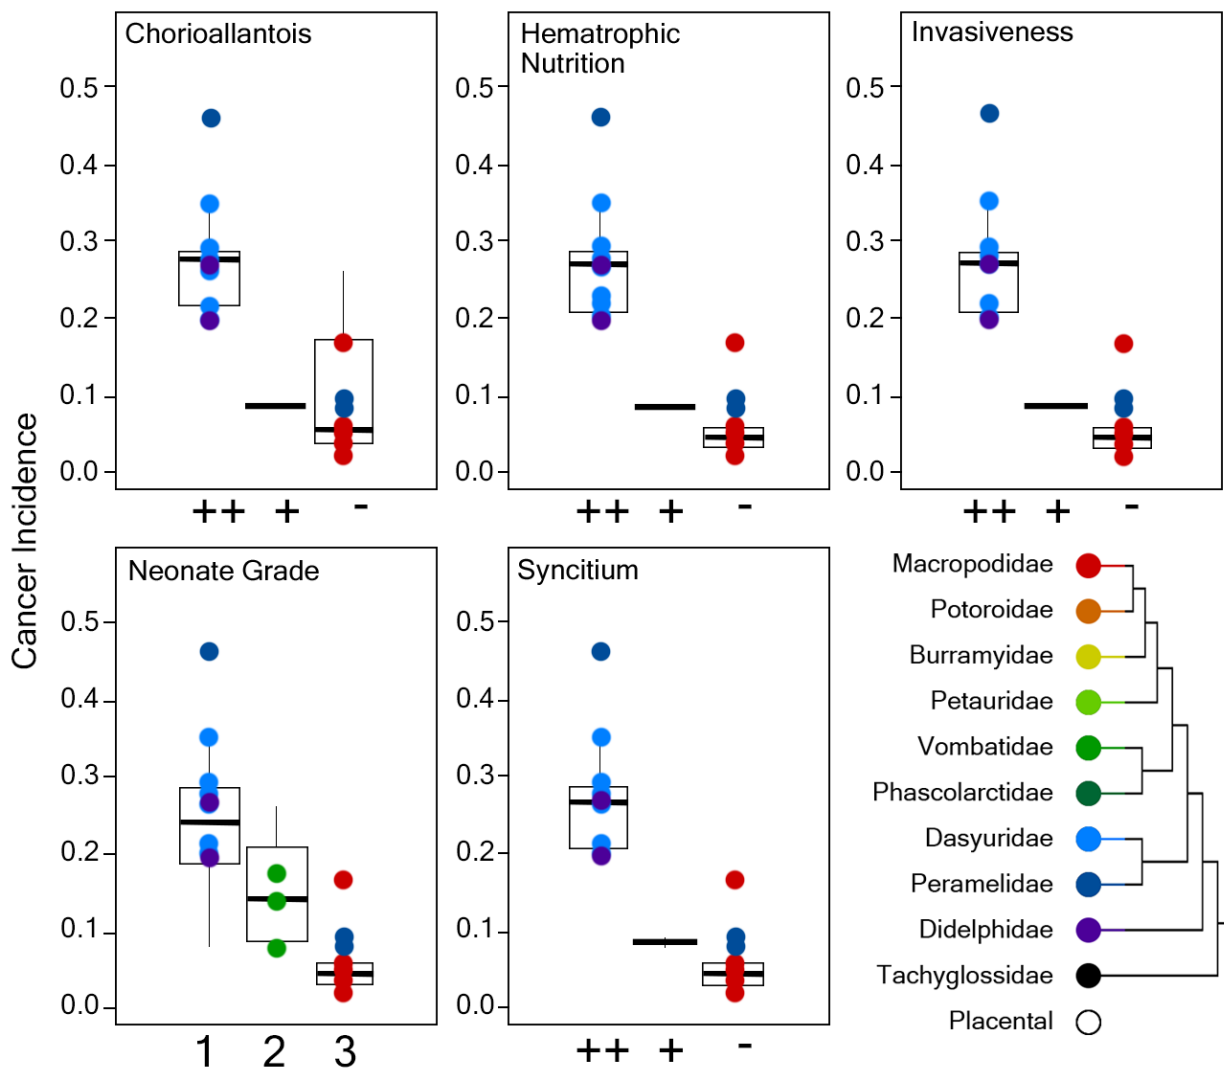 Chorioallantois
0.5
0.4
0.3
0.2
0.1
0.0
++ + -
Hematrophic
Nutrition
0.5
0.4
0.3
0.2
0.1
0.0
++ + -
Invasiveness
0.5
0.4
0.3
0.2
0.1
0.0
++ + -
Cancer Incidence
Neonate Grade
0.5
0.4
0.3
0.2
0.1
0.0
1 2 3
Syncitium
0.5
0.4
0.3
0.2
0.1
0.0
++ + -
Macropodidae
Potoroidae
Burramyidae
Petauridae
Vombatidae
Phascolarctidae
Dasyuridae
Peramelidae
Didelphidae
Tachyglossidae
Placental